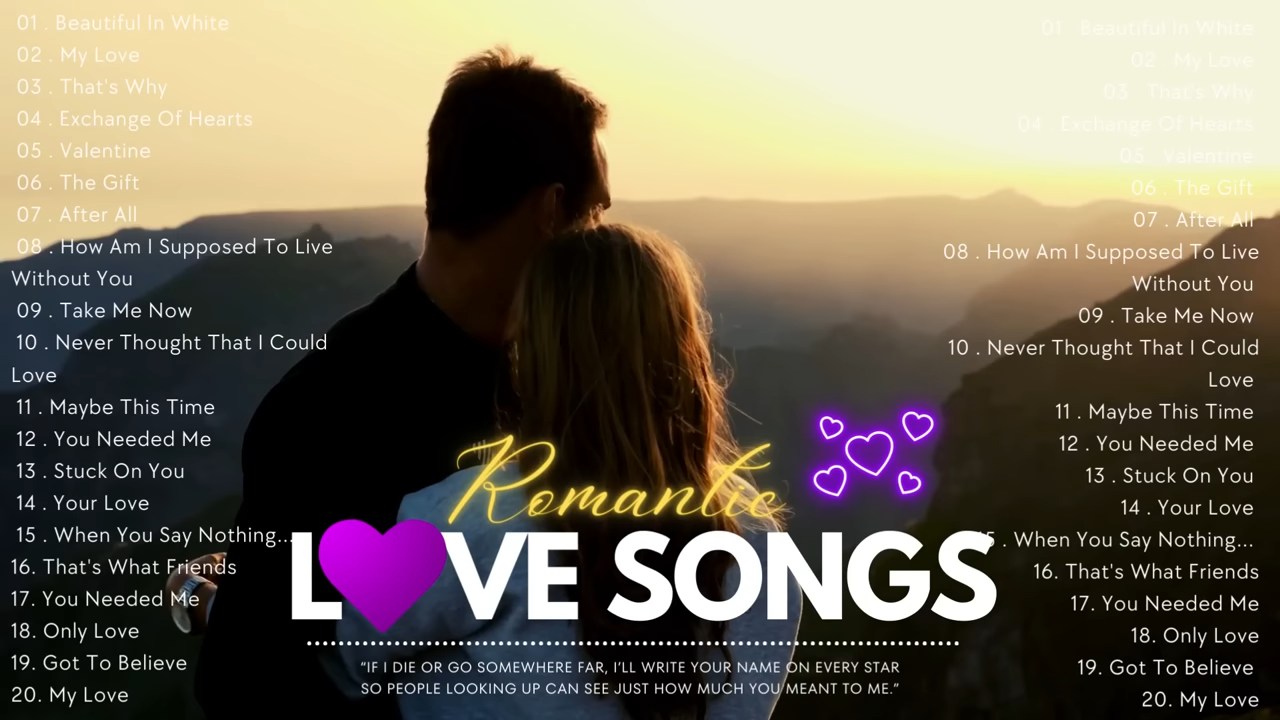 01 . Beautiful In White
02 . My Love
03 . That's Why
04 . Exchange Of Hearts
05 . Valentine
06 . The Gift
07 . After All
08 . How Am I Supposed To Live
Without You
09 . Take Me Now
10 . Never Thought That I Could
Love
11 . Maybe This Time
12 . You Needed Me
13 . Stuck On You
14 . Your Love
15 . When You Say Nothing...
16. That's What Friends
17. You Needed Me
18. Only Love
19. Got To Believe
20. My Love
Romantic
LOVE SONGS
“IF I DIE OR GO SOMEWHERE FAR, I’LL WRITE YOUR NAME ON EVERY STAR
SO PEOPLE LOOKING UP CAN SEE JUST HOW MUCH YOU MEANT TO ME.”
01 . Beautiful In White
02 . My Love
03 . That's Why
04 . Exchange Of Hearts
05 . Valentine
06 . The Gift
07 . After All
08 . How Am I Supposed To Live
Without You
09 . Take Me Now
10 . Never Thought That I Could
Love
11 . Maybe This Time
12 . You Needed Me
13 . Stuck On You
14 . Your Love
5 . When You Say Nothing...
16. That's What Friends
17. You Needed Me
18. Only Love
19. Got To Believe
20. My Love